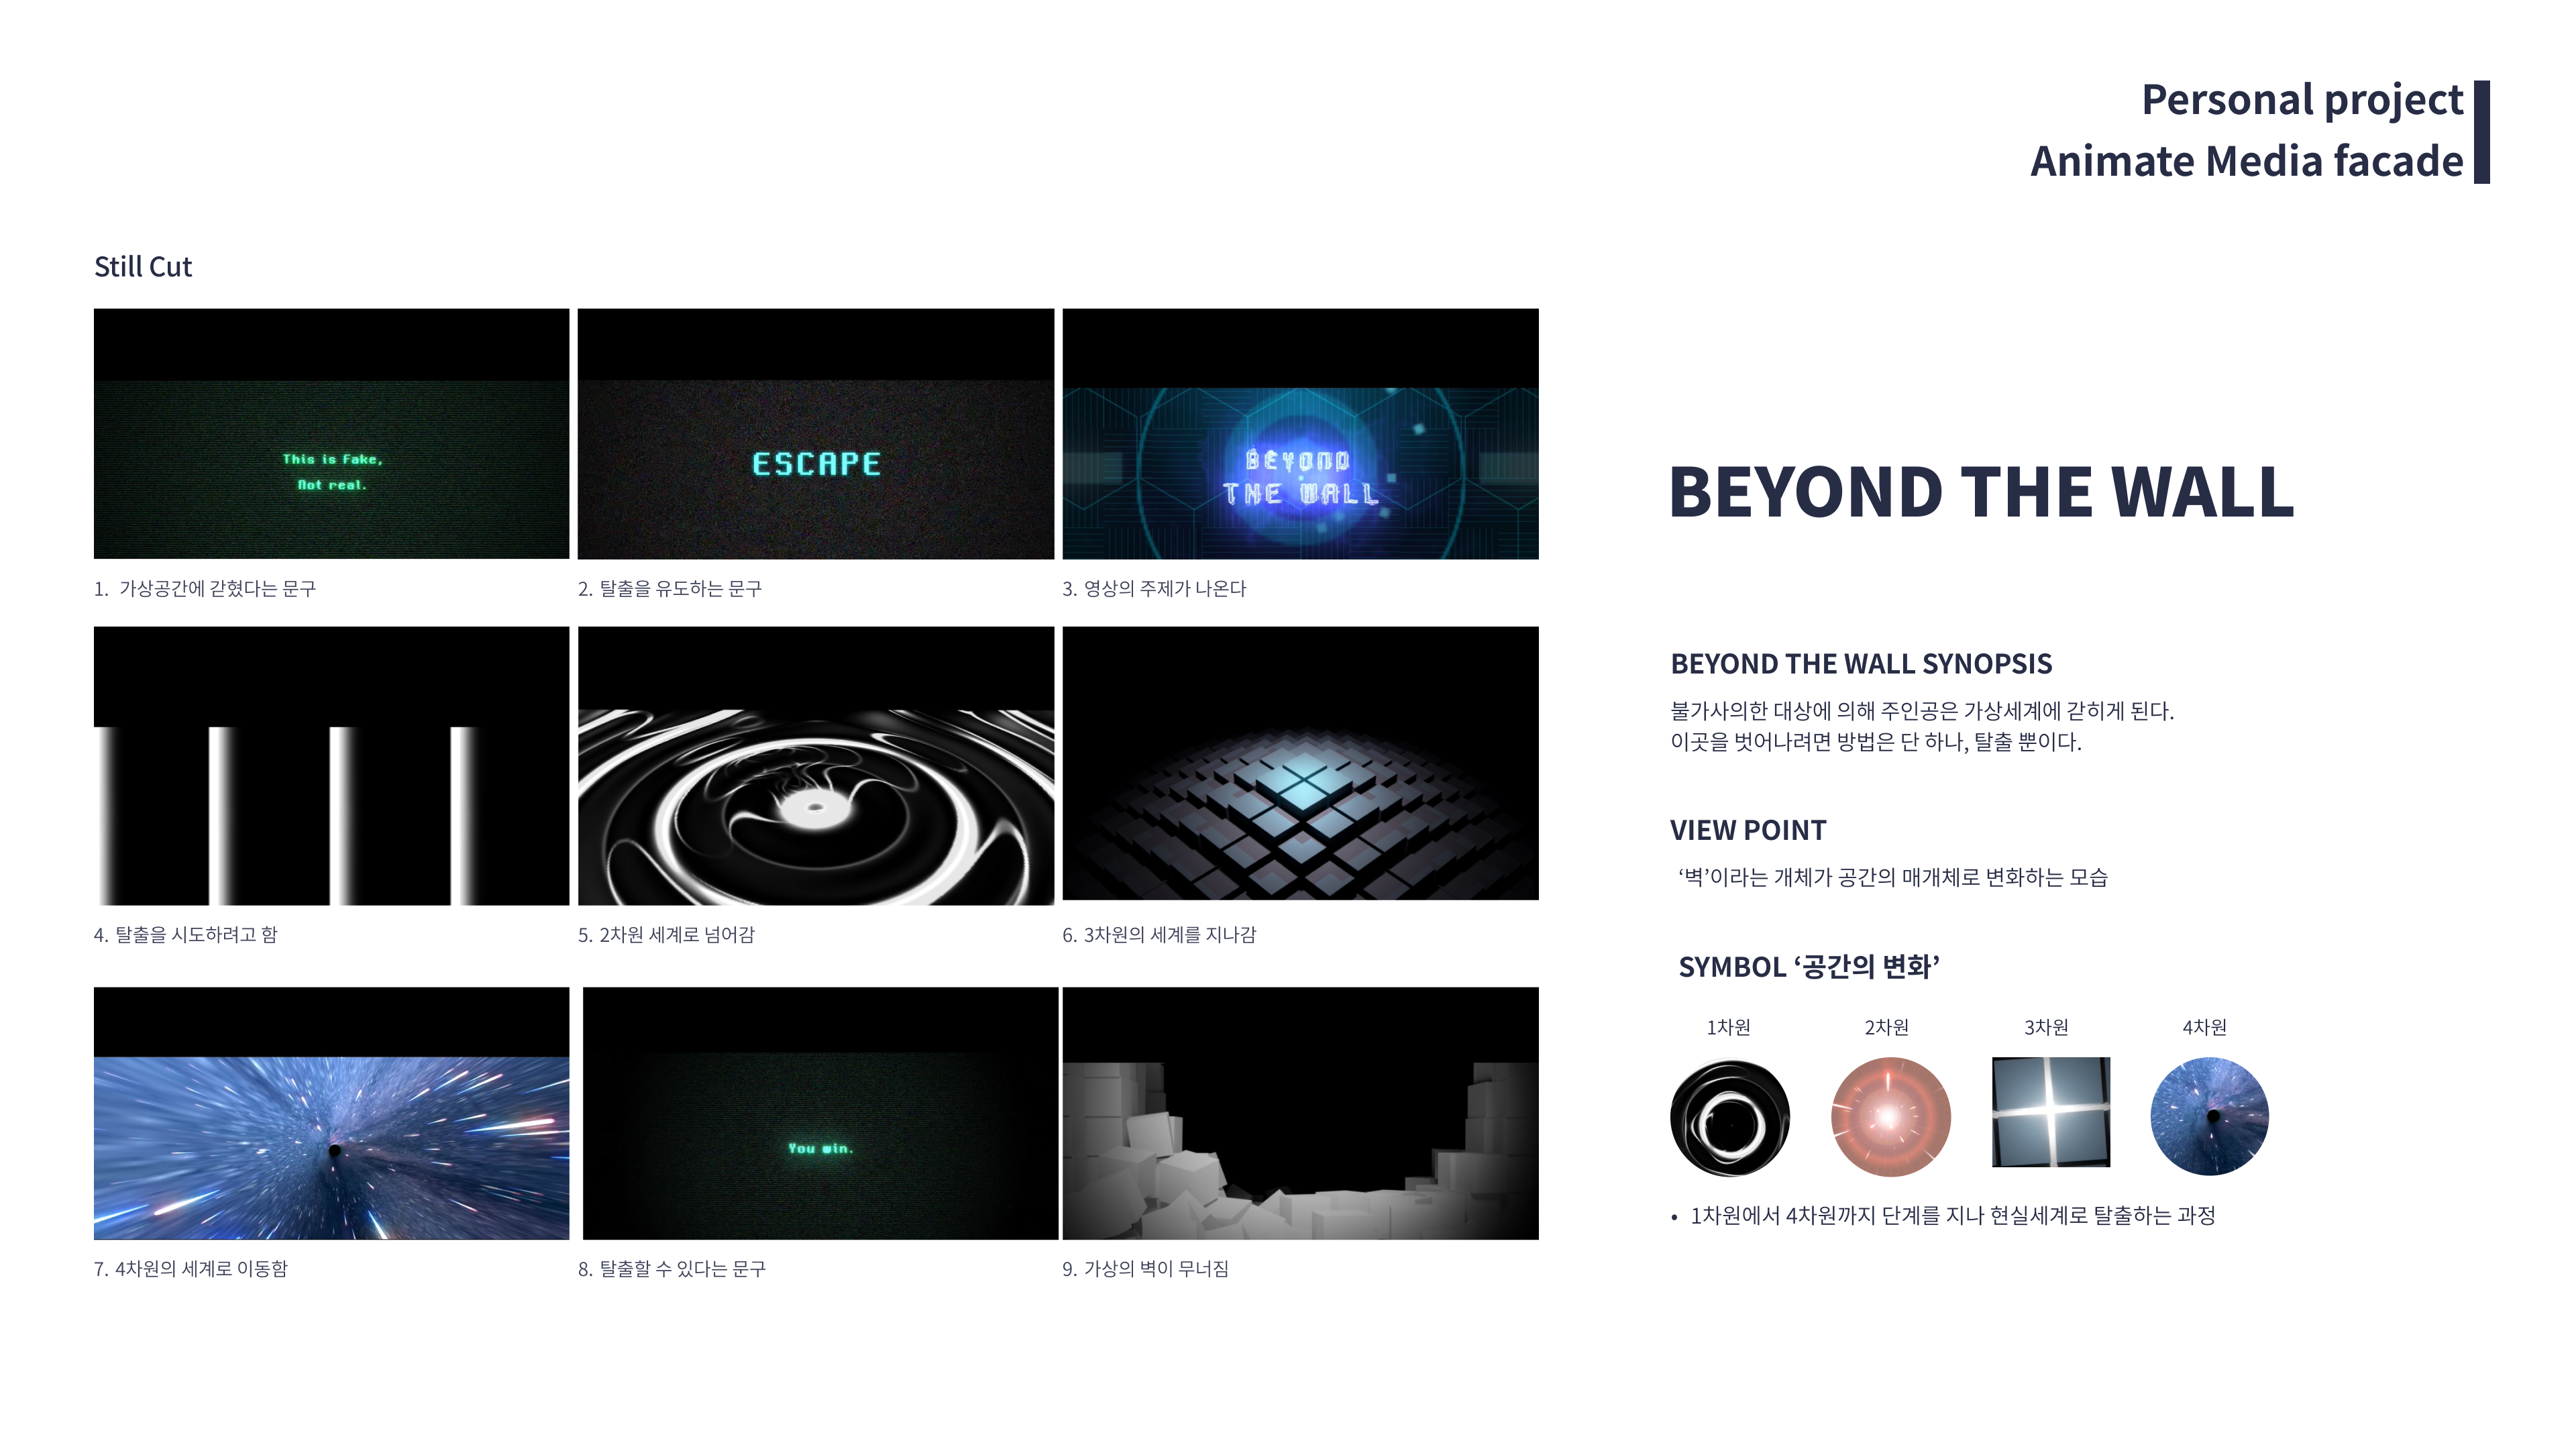 Personal project
Animate Media facade
Still Cut
This is Fake,
Not real.
ESCAPE
BEYOND
THE WALL
1. 가상공간에 갇혔다는 문구
2. 탈출을 유도하는 문구
3. 영상의 주제가 나온다
4. 탈출을 시도하려고 함
5. 2차원 세계로 넘어감
6. 3차원의 세계를 지나감
You win.
7. 4차원의 세계로 이동함
8. 탈출할 수 있다는 문구
9. 가상의 벽이 무너짐
BEYOND THE WALL
BEYOND THE WALL SYNOPSIS
불가사의한 대상에 의해 주인공은 가상세계에 갇히게 된다.
이곳을 벗어나려면 방법은 단 하나, 탈출 뿐이다.
VIEW POINT
‘벽’이라는 개체가 공간의 매개체로 변화하는 모습
SYMBOL ‘공간의 변화’
1차원 2차원 3차원 4차원
• 1차원에서 4차원까지 단계를 지나 현실세계로 탈출하는 과정